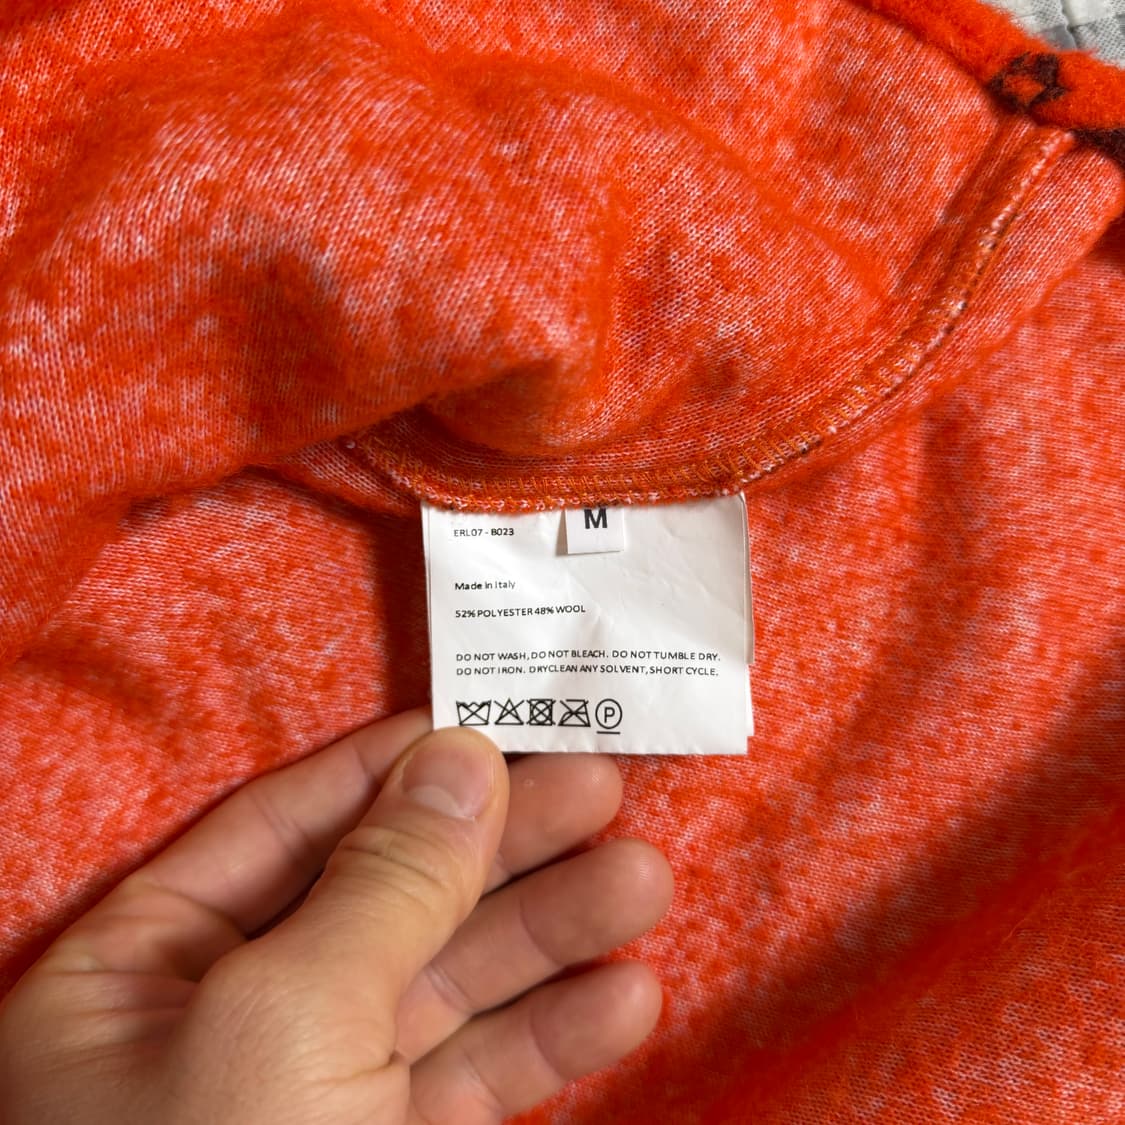 M
ERL07 - B023
Made in Italy
52% POLYESTER 48% WOOL
DO NOT WASH, DO NOT BLEACH. DO NOT TUMBLE DRY.
DO NOT IRON. DRYCLEAN ANY SOLVENT, SHORT CYCLE,
P